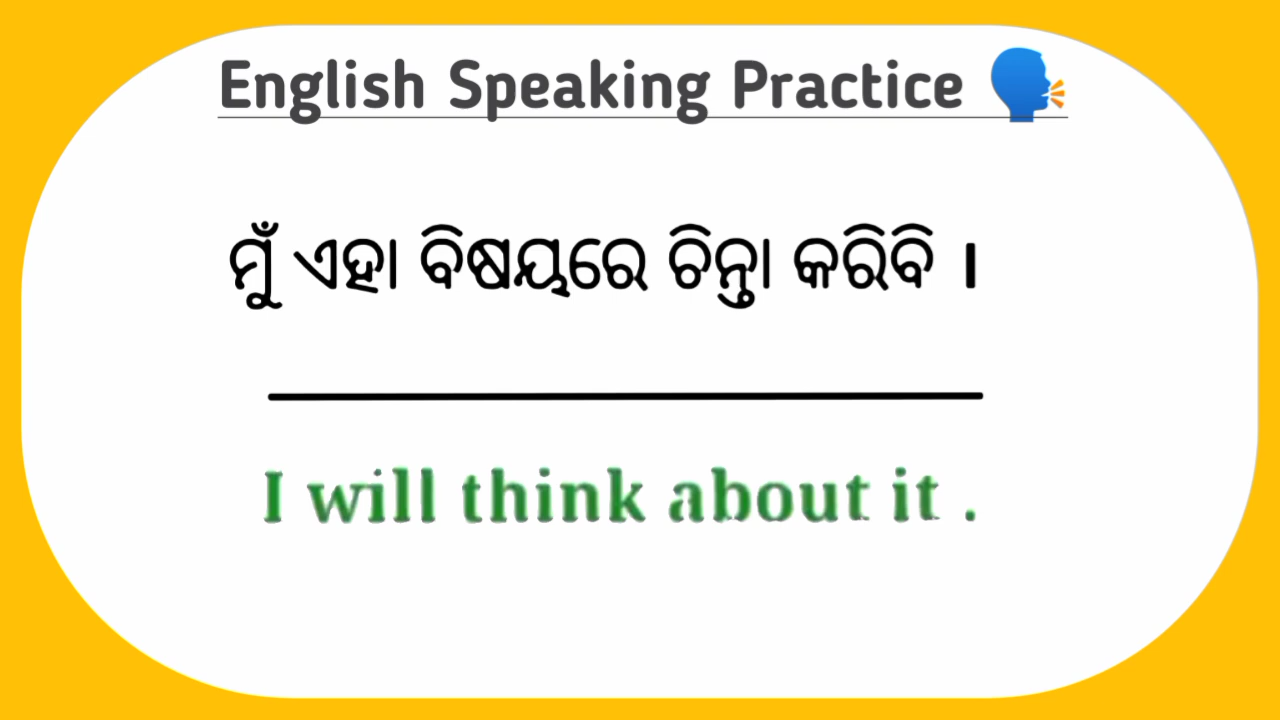 English Speaking Practice
ମୁଁ ଏହା ବିଷୟରେ ଚିନ୍ତା କରିବି ।
I will think about it .